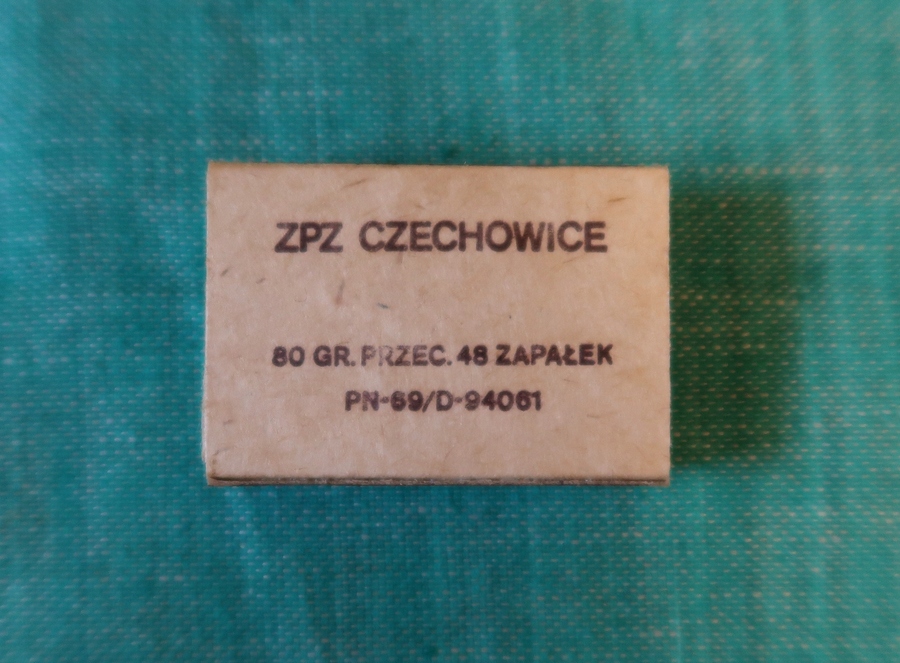 ZPZ CZECHOWICE
80 GR. PRZEC. 48 ZAPAŁEK
PN-69/D-94061